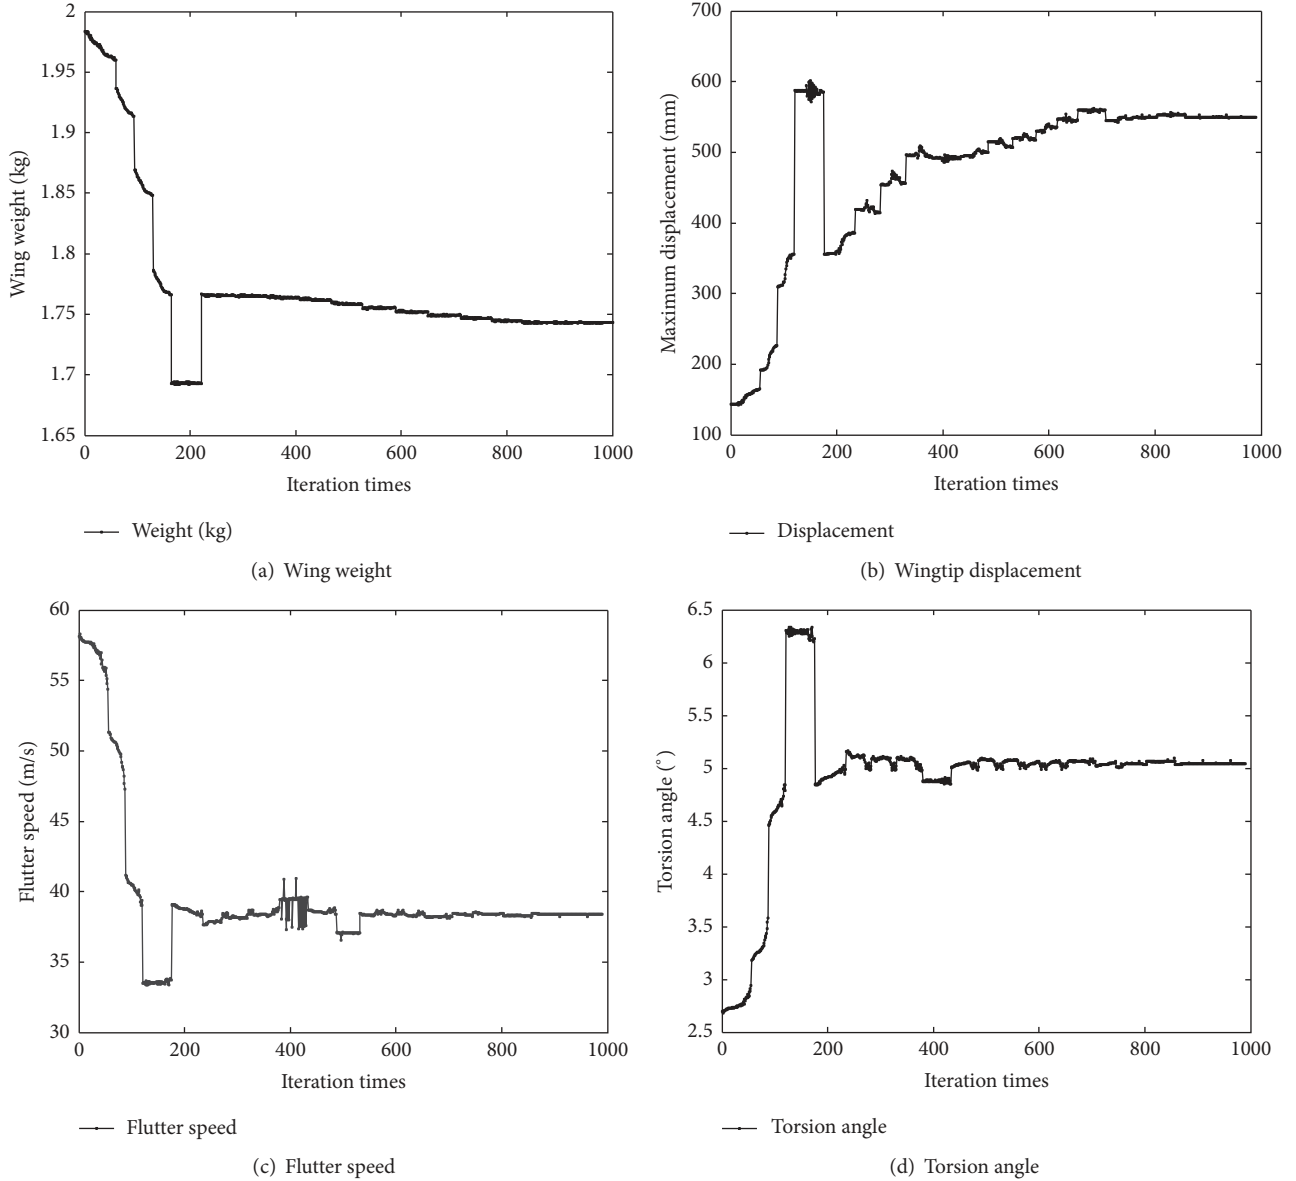 2
1.95
1.9
1.85
1.8
1.75
1.7
1.65
Wing weight (kg)
0 200 400 600 800 1000
Iteration times
Weight (kg)
(a) Wing weight
700
600
500
400
300
200
100
Maximum displacement (mm)
0 200 400 600 800 1000
Iteration times
Displacement
(b) Wingtip displacement
60
55
50
45
40
35
30
Flutter speed (m/s)
0 200 400 600 800 1000
Iteration times
Flutter speed
(c) Flutter speed
6.5
6
5.5
5
4.5
4
3.5
3
2.5
Torsion angle (°)
0 200 400 600 800 1000
Iteration times
Torsion angle
(d) Torsion angle